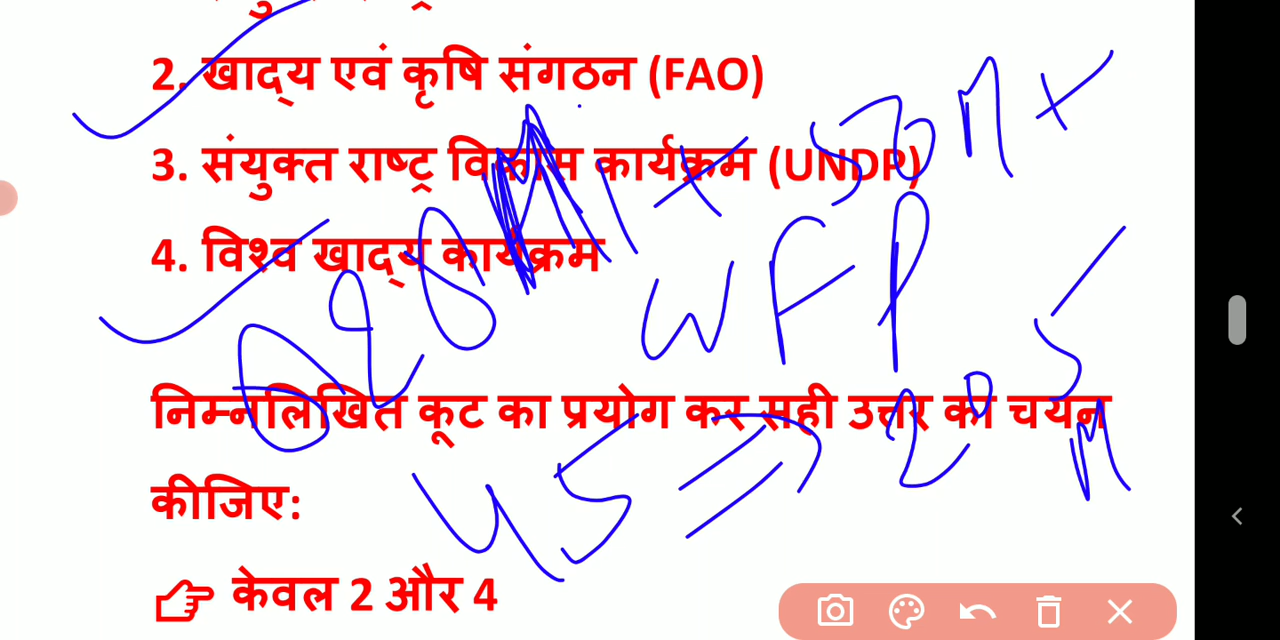 2. खाद्य एवं कृषि संगठन (FAO)
3. संयुक्त राष्ट्र विकास कार्यक्रम (UNDP)
4. विश्व खाद्य कार्यक्रम
WFP
निम्नलिखित कूट का प्रयोग कर सही उत्तर का चयन
कीजिए:
केवल 2 और 4